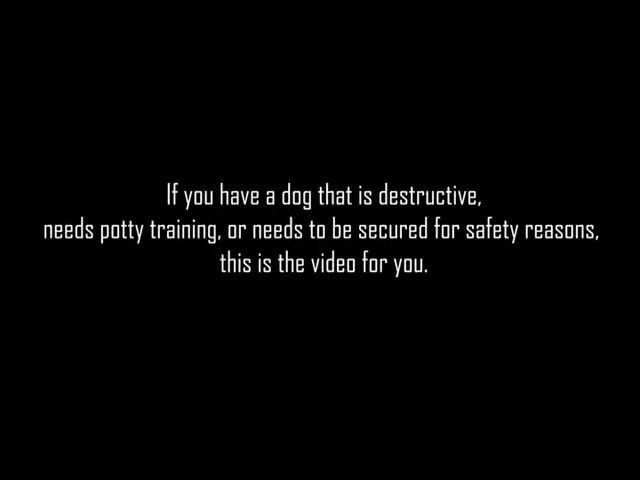 If you have a dog that is destructive,
needs potty training, or needs to be secured for safety reasons,
this is the video for you.